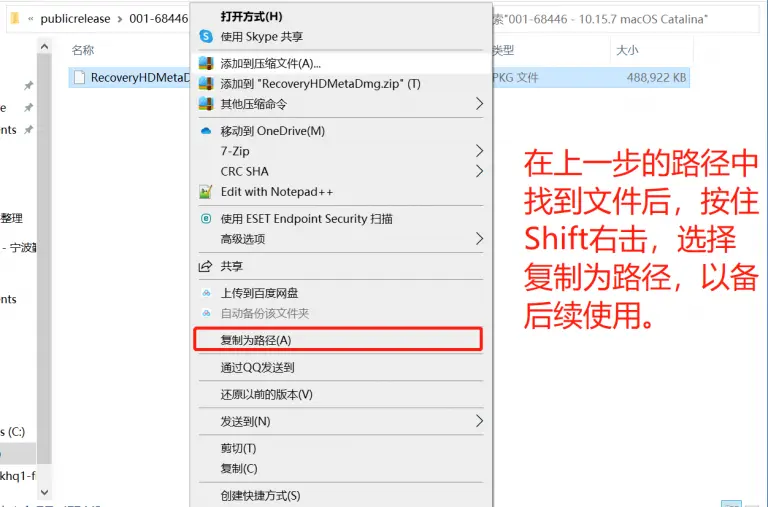 « publicrelease › 001-68446
索"001-68446 - 10.15.7 macOS Catalina"
名称
类型
大小
RecoveryHDMetaD
PKG 文件
488,922 KB
打开方式(H)
使用 Skype 共享
添加到压缩文件(A)...
添加到 "RecoveryHDMetaDmg.zip" (T)
其他压缩命令
移动到 OneDrive(M)
7-Zip
CRC SHA
Edit with Notepad++
使用 ESET Endpoint Security 扫描
高级选项
共享
上传到百度网盘
自动备份该文件夹
复制为路径(A)
通过QQ发送到
还原以前的版本(V)
发送到(N)
剪切(T)
复制(C)
创建快捷方式(S)
e
nts
整理
- 宁波勤
ents
s (C:)
khq1-f
在上一步的路径中
找到文件后，按住
Shift右击，选择
复制为路径，以备
后续使用。